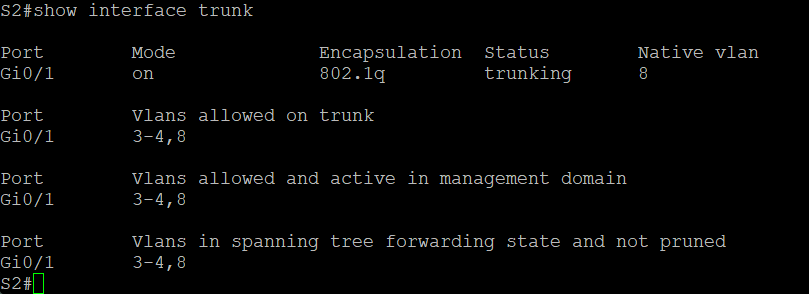 S2#show interface trunk
Port Mode Encapsulation Status Native vlan
Gi0/1 on 802.1q trunking 8
Port Vlans allowed on trunk
Gi0/1 3-4,8
Port Vlans allowed and active in management domain
Gi0/1 3-4,8
Port Vlans in spanning tree forwarding state and not pruned
Gi0/1 3-4,8
S2#